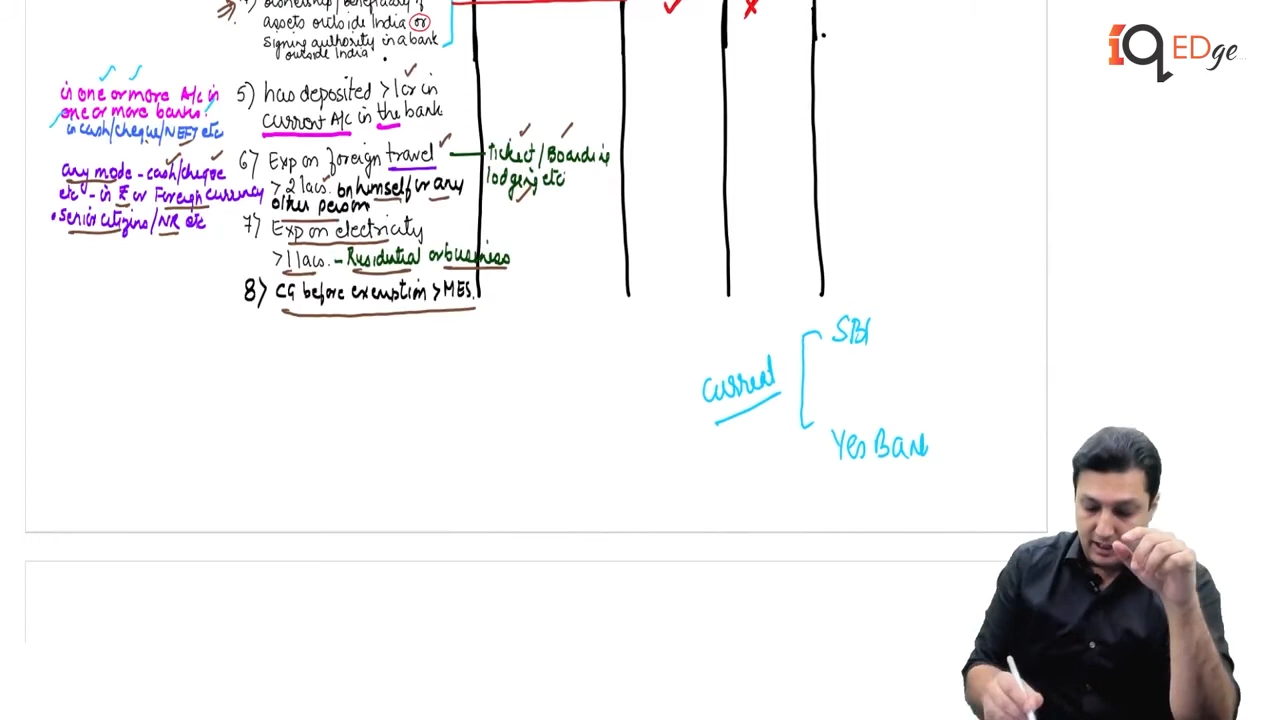 assets outside India or
signing authority in a bank
outside India.
5) has deposited > 1 cr in
current A/c in the bank
in one or more A/c in
one or more banks.
in cash/cheque/NEFT etc
6) Exp on foreign travel
> 2 lacs. on himself or any
other person
Ticket / Boarding
lodging etc
any mode - cash/cheque
etc - in ₹ or Foreign currency
• Senior citizens / NR etc
7) Exp on electricity
> 1 lacs. - Residential or business
8) CG before exemption > MES.
current
SBI
Yes Bank
iQ EDge